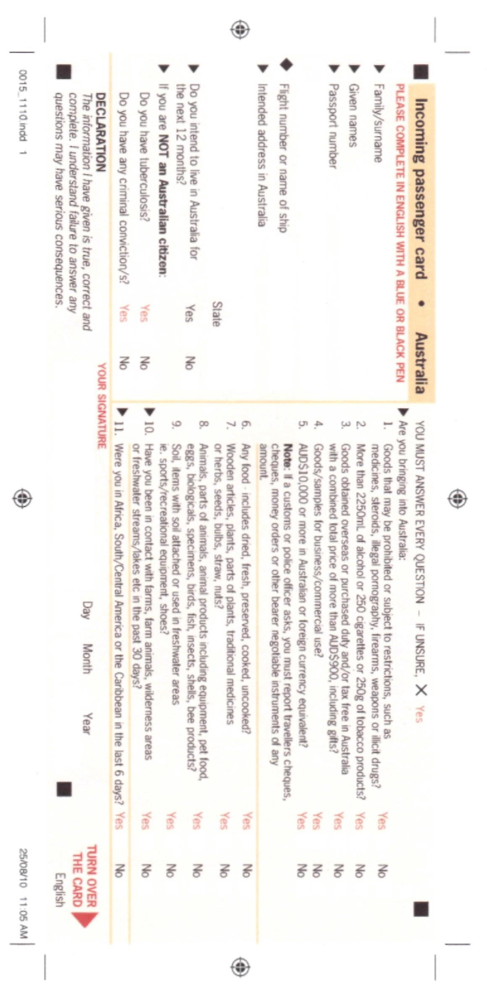 Incoming passenger card • Australia
PLEASE COMPLETE IN ENGLISH WITH A BLUE OR BLACK PEN
Family/surname
Given names
Passport number
Flight number or name of ship
Intended address in Australia
State
Do you intend to live in Australia for
the next 12 months?
Yes No
If you are NOT an Australian citizen:
Do you have tuberculosis? Yes No
Do you have any criminal conviction/s? Yes No
YOU MUST ANSWER EVERY QUESTION – IF UNSURE, X Yes
Are you bringing into Australia:
1. Goods that may be prohibited or subject to restrictions, such as
medicines, steroids, illegal pornography, firearms, weapons or illicit drugs? Yes No
2. More than 2250mL of alcohol or 250 cigarettes or 250g of tobacco products? Yes No
3. Goods obtained overseas or purchased duty and/or tax free in Australia
with a combined total price of more than AUD$900, including gifts? Yes No
4. Goods/samples for business/commercial use? Yes No
5. AUD$10,000 or more in Australian or foreign currency equivalent? Yes No
Note: If a customs or police officer asks, you must report travellers cheques,
cheques, money orders or other bearer negotiable instruments of any
amount.
6. Any food - includes dried, fresh, preserved, cooked, uncooked? Yes No
7. Wooden articles, plants, parts of plants, traditional medicines
or herbs, seeds, bulbs, straw, nuts? Yes No
8. Animals, parts of animals, animal products including equipment, pet food,
eggs, biologicals, specimens, birds, fish, insects, shells, bee products? Yes No
9. Soil, items with soil attached or used in freshwater areas
ie. sports/recreational equipment, shoes? Yes No
10. Have you been in contact with farms, farm animals, wilderness areas
or freshwater streams/lakes etc in the past 30 days? Yes No
11. Were you in Africa, South/Central America or the Caribbean in the last 6 days? Yes No
DECLARATION
The information I have given is true, correct and
complete. I understand failure to answer any
questions may have serious consequences.
YOUR SIGNATURE
Day Month Year
TURN OVER
THE CARD
English
0015_1110.indd 1
25/08/10 11:05 AM